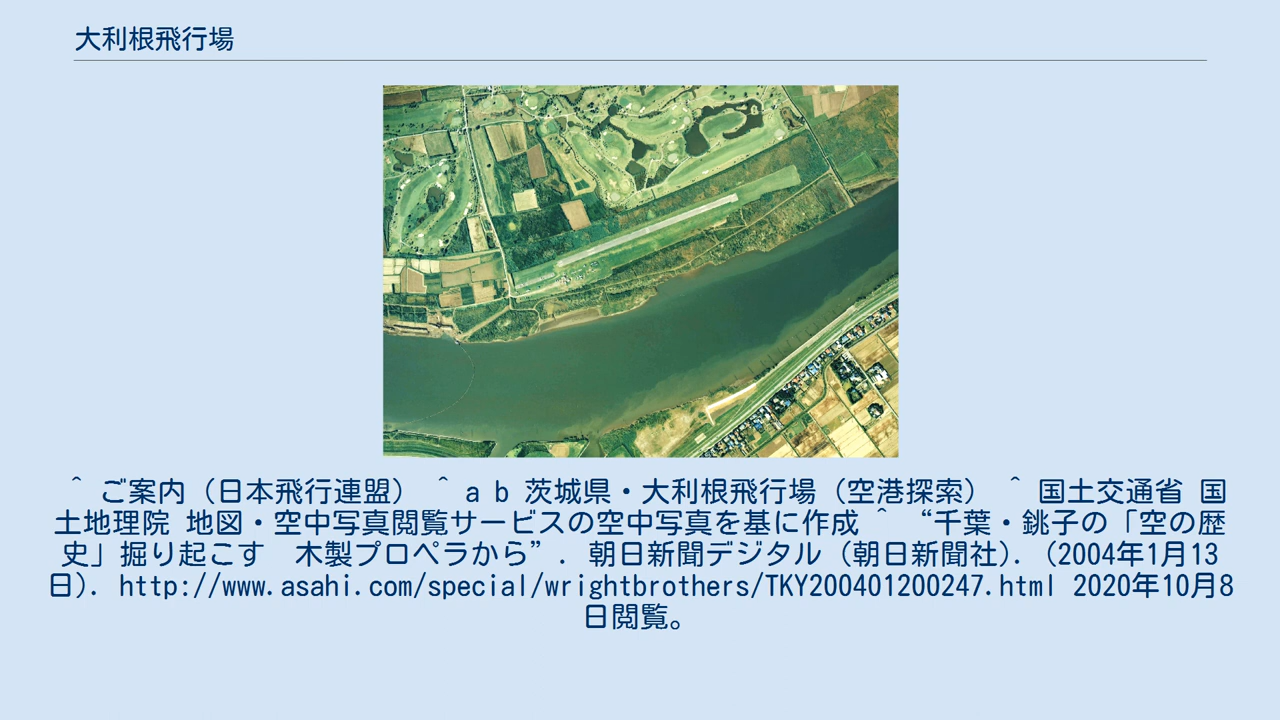 大利根飛行場
^ ご案内（日本飛行連盟） ^ a b 茨城県・大利根飛行場（空港探索） ^ 国土交通省 国
土地理院 地図・空中写真閲覧サービスの空中写真を基に作成 ^ “千葉・銚子の「空の歴
史」掘り起こす　木製プロペラから”. 朝日新聞デジタル（朝日新聞社）. （2004年1月13
日）. http://www.asahi.com/special/wrightbrothers/TKY200401200247.html 2020年10月8
日閲覧。